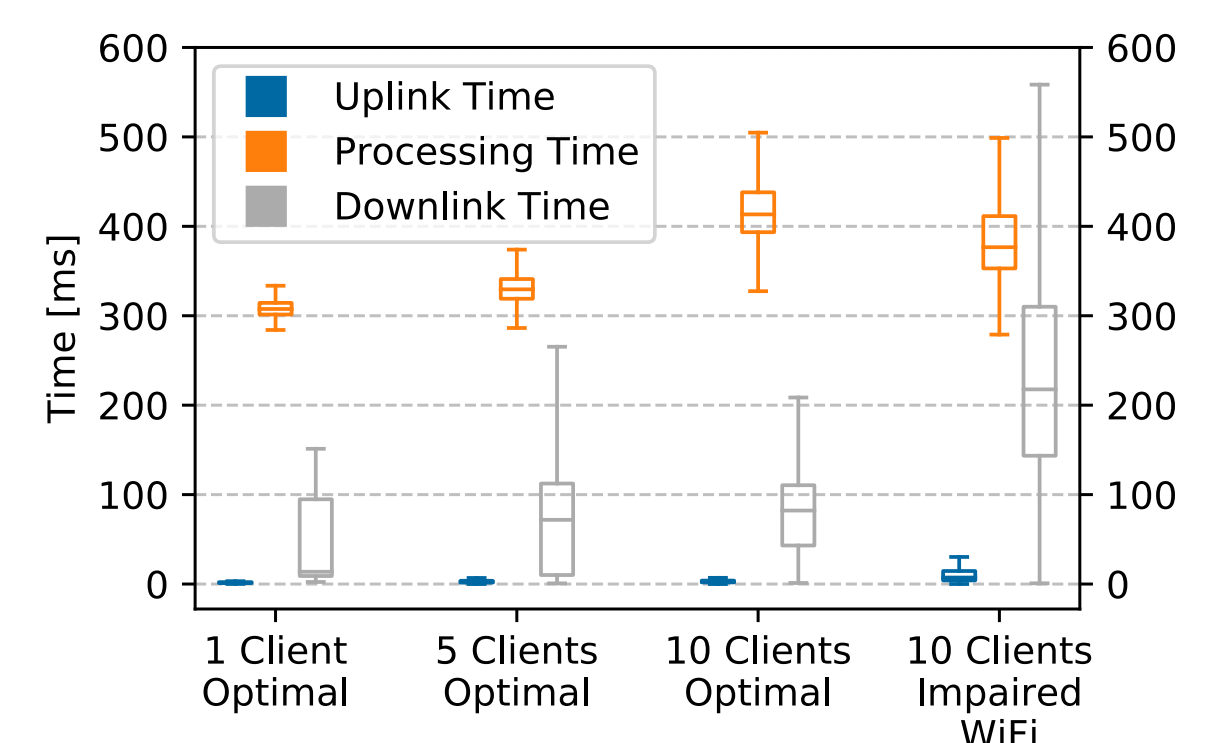 600
500
400
300
200
100
0
Time [ms]
Uplink Time
Processing Time
Downlink Time
600
500
400
300
200
100
0
1 Client
Optimal
5 Clients
Optimal
10 Clients
Optimal
10 Clients
Impaired
WiFi